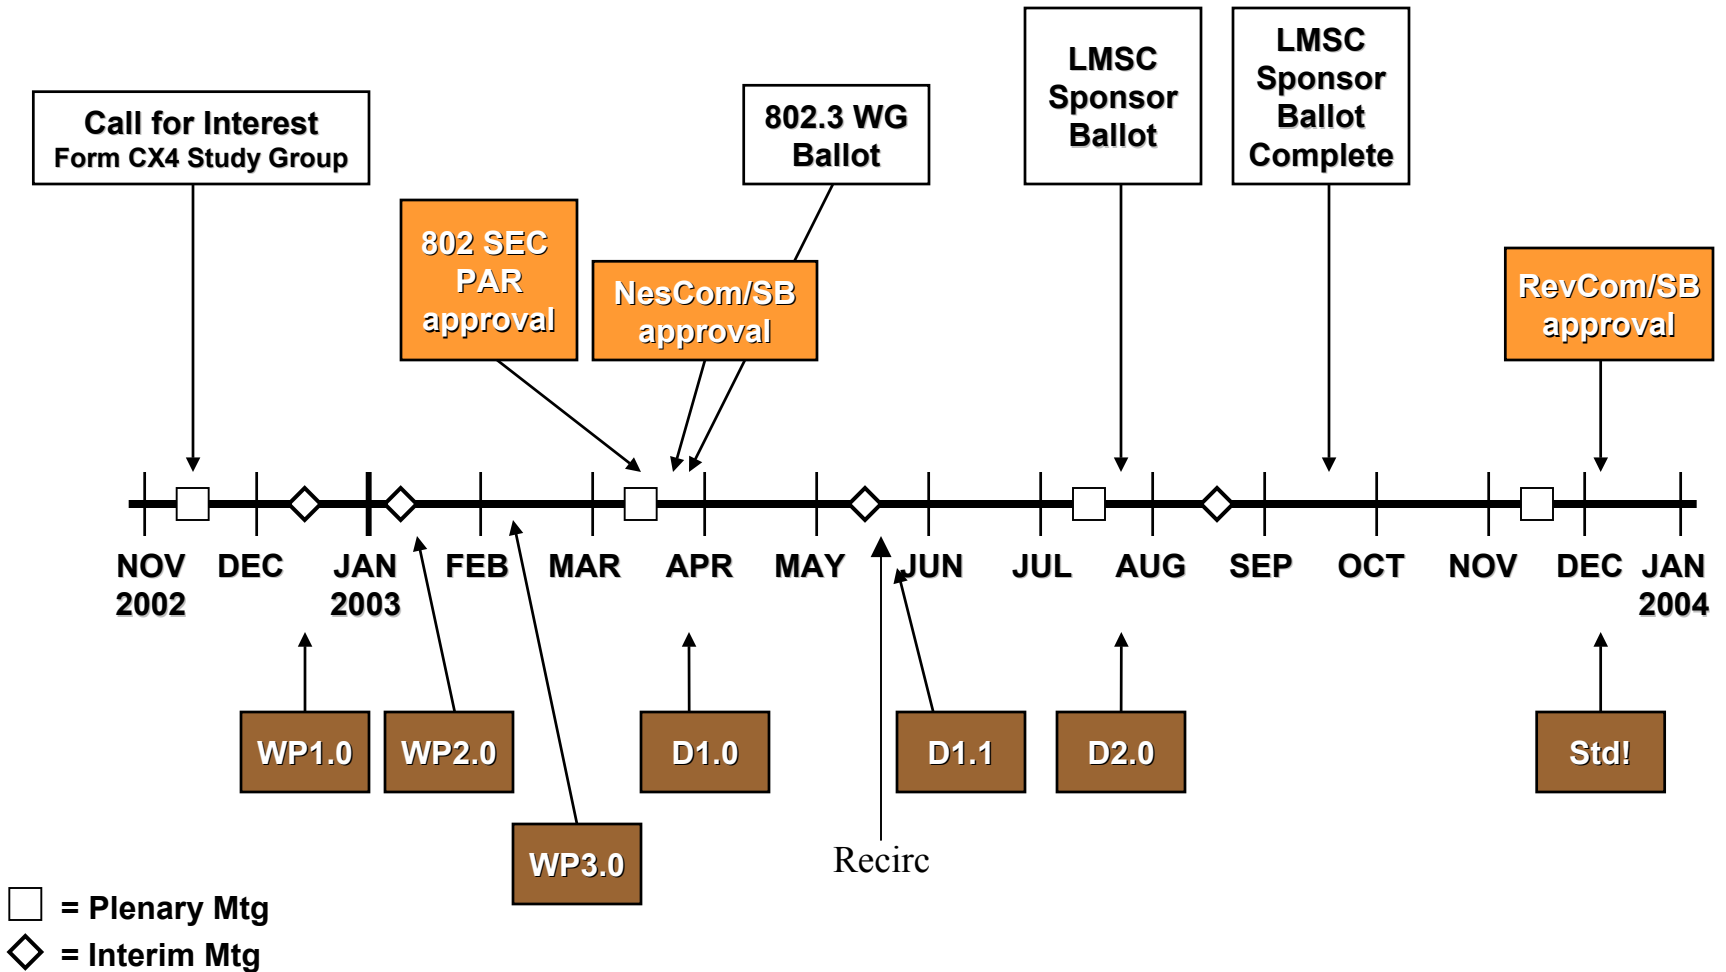 Call for Interest
Form CX4 Study Group
802 SEC
PAR
approval
NesCom/SB
approval
802.3 WG
Ballot
LMSC
Sponsor
Ballot
LMSC
Sponsor
Ballot
Complete
RevCom/SB
approval
NOV
2002
DEC
JAN
2003
FEB
MAR
APR
MAY
JUN
JUL
AUG
SEP
OCT
NOV
DEC
JAN
2004
WP1.0
WP2.0
WP3.0
D1.0
Recirc
D1.1
D2.0
Std!
= Plenary Mtg
= Interim Mtg